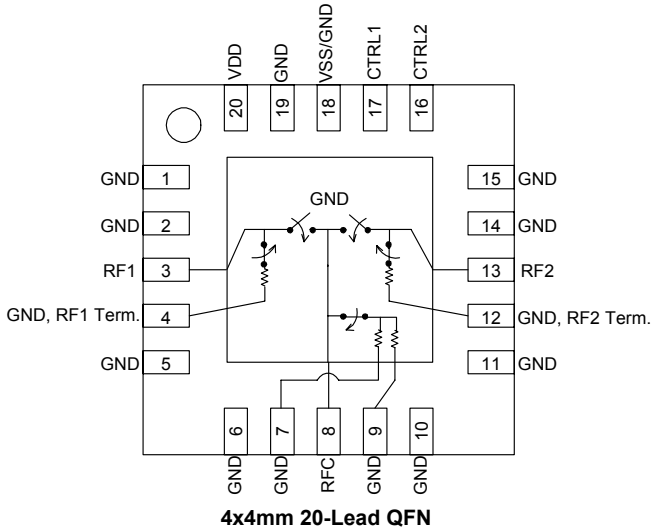 VDD
GND
VSS/GND
CTRL1
CTRL2
20
19
18
17
16
GND 1
15 GND
GND
GND 2
14 GND
RF1 3
13 RF2
GND, RF1 Term. 4
12 GND, RF2 Term.
GND 5
11 GND
6
7
8
9
10
GND
GND
RFC
GND
GND
4x4mm 20-Lead QFN